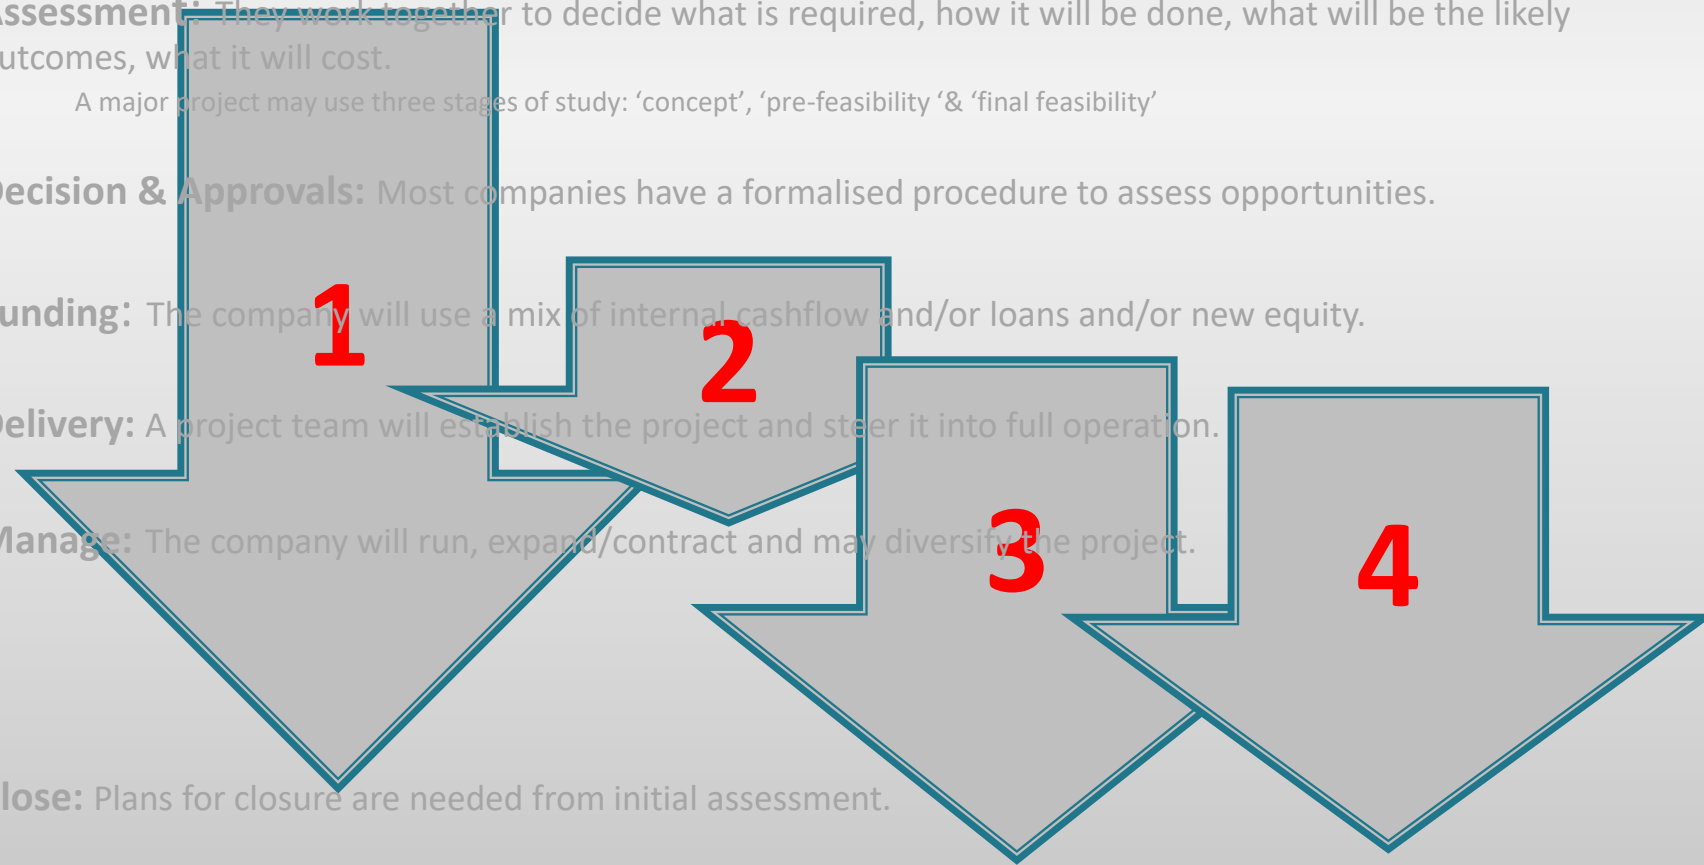 ssessment: They work together to decide what is required, how it will be done, what will be the likely
utcomes, what it will cost.
A major project may use three stages of study: ‘concept’, ‘pre-feasibility ‘& ‘final feasibility’
Decision & Approvals: Most companies have a formalised procedure to assess opportunities.
unding: The company will use a mix of internal cashflow and/or loans and/or new equity.
1
2
Delivery: A project team will establish the project and steer it into full operation.
Manage: The company will run, expand/contract and may diversify the project.
3
4
lose: Plans for closure are needed from initial assessment.